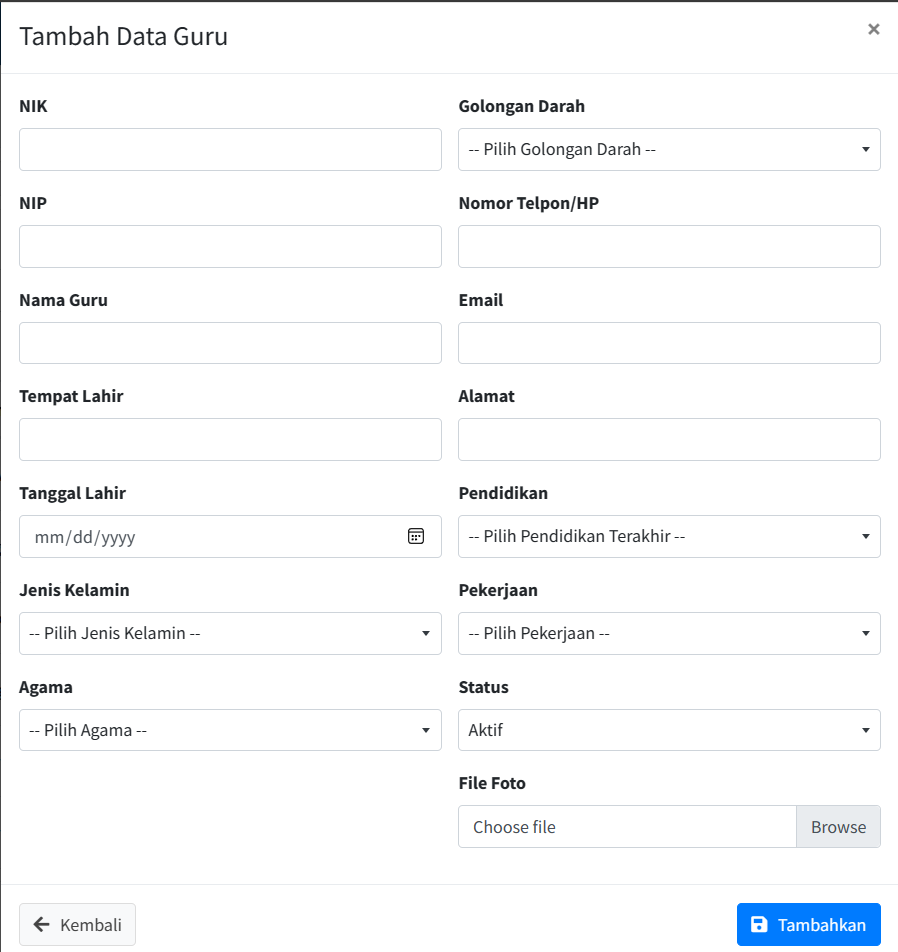 Tambah Data Guru
×
NIK
NIP
Nama Guru
Tempat Lahir
Tanggal Lahir
mm/dd/yyyy
Jenis Kelamin
-- Pilih Jenis Kelamin --
Agama
-- Pilih Agama --
Golongan Darah
-- Pilih Golongan Darah --
Nomor Telpon/HP
Email
Alamat
Pendidikan
-- Pilih Pendidikan Terakhir --
Pekerjaan
-- Pilih Pekerjaan --
Status
Aktif
File Foto
Choose file
Browse
Kembali
Tambahkan